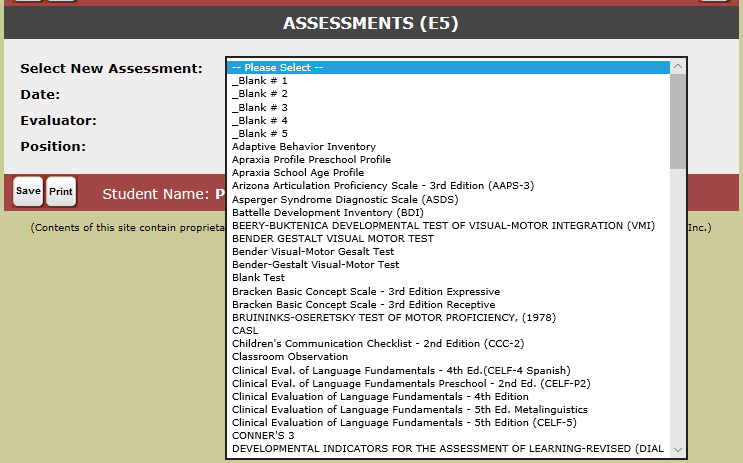 ASSESSMENTS (E5)
Select New Assessment:
Date:
Evaluator:
Position:
-- Please Select --
_Blank # 1
_Blank # 2
_Blank # 3
_Blank # 4
_Blank # 5
Adaptive Behavior Inventory
Apraxia Profile Preschool Profile
Apraxia School Age Profile
Arizona Articulation Proficiency Scale - 3rd Edition (AAPS-3)
Asperger Syndrome Diagnostic Scale (ASDS)
Battelle Development Inventory (BDI)
BEERY-BUKTENICA DEVELOPMENTAL TEST OF VISUAL-MOTOR INTEGRATION (VMI)
BENDER GESTALT VISUAL MOTOR TEST
Bender Visual-Motor Gesalt Test
Bender-Gestalt Visual-Motor Test
Blank Test
Bracken Basic Concept Scale - 3rd Edition Expressive
Bracken Basic Concept Scale - 3rd Edition Receptive
BRUININKS-OSERETSKY TEST OF MOTOR PROFICIENCY, (1978)
CASL
Children's Communication Checklist - 2nd Edition (CCC-2)
Classroom Observation
Clinical Eval. of Language Fundamentals - 4th Ed.(CELF-4 Spanish)
Clinical Eval. of Language Fundamentals Preschool - 2nd Ed. (CELF-P2)
Clinical Evaluation of Language Fundamentals - 4th Edition
Clinical Evaluation of Language Fundamentals - 5th Ed. Metalinguistics
Clinical Evaluation of Language Fundamentals - 5th Edition (CELF-5)
CONNER'S 3
DEVELOPMENTAL INDICATORS FOR THE ASSESSMENT OF LEARNING-REVISED (DIAL
Save Print Student Name: P
(Contents of this site contain proprieta Inc.)